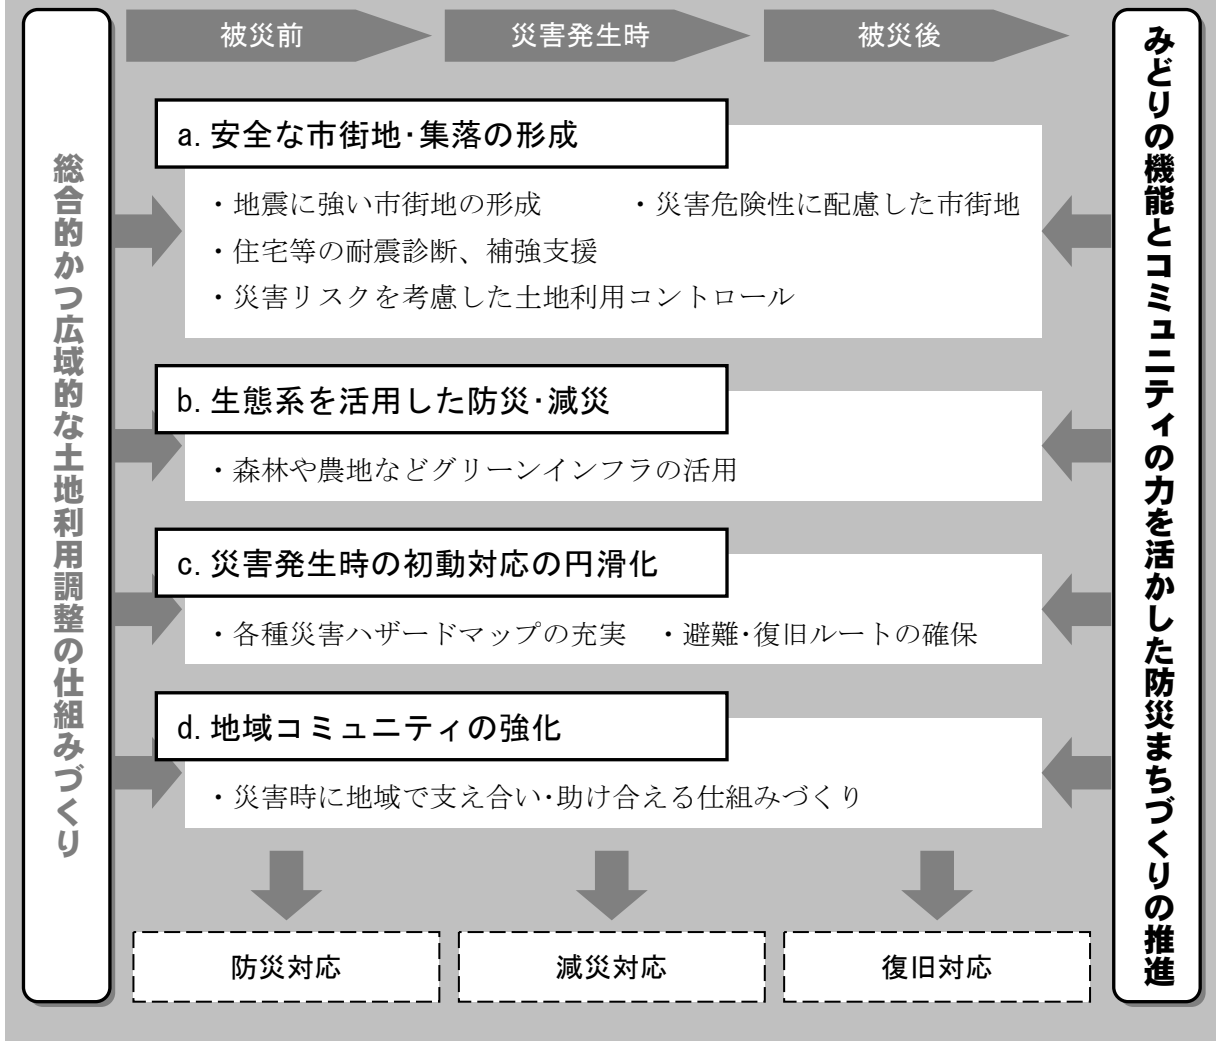 被災前
災害発生時
被災後
総合的かつ広域的な土地利用調整の仕組みづくり
a. 安全な市街地・集落の形成
・地震に強い市街地の形成 ・災害危険性に配慮した市街地
・住宅等の耐震診断、補強支援
・災害リスクを考慮した土地利用コントロール
b. 生態系を活用した防災・減災
・森林や農地などグリーンインフラの活用
c. 災害発生時の初動対応の円滑化
・各種災害ハザードマップの充実 ・避難・復旧ルートの確保
d. 地域コミュニティの強化
・災害時に地域で支え合い・助け合える仕組みづくり
防災対応
減災対応
復旧対応
みどりの機能とコミュニティの力を活かした防災まちづくりの推進